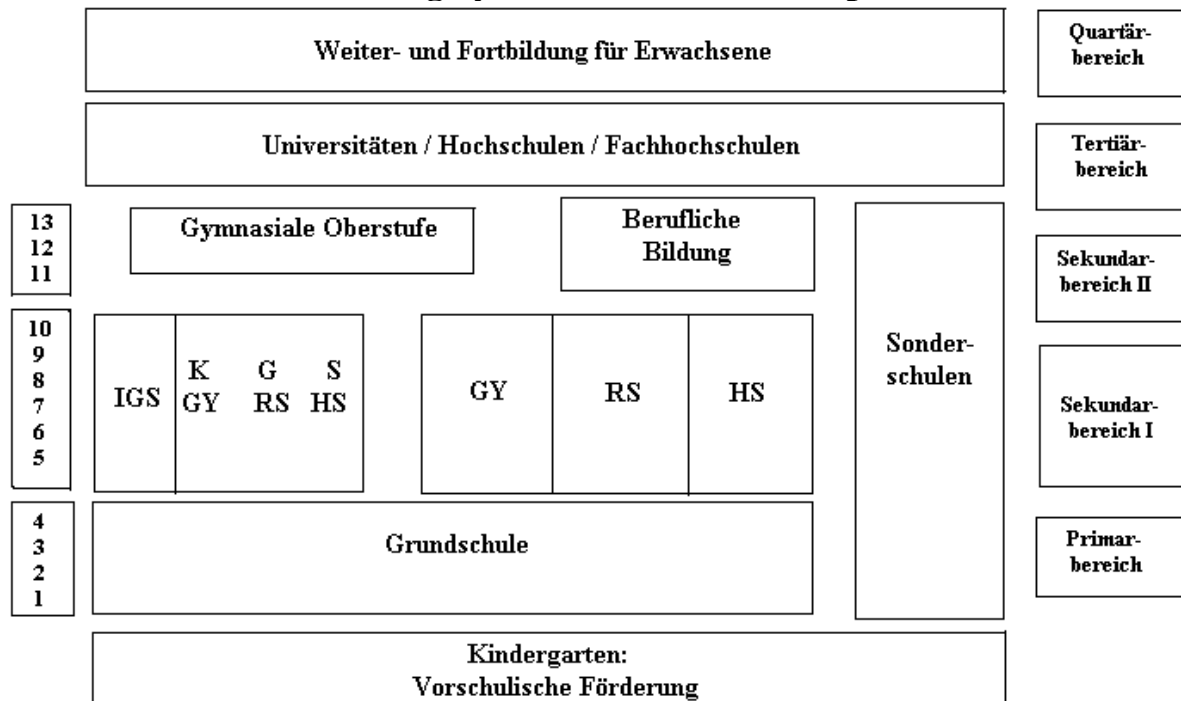 Weiter- und Fortbildung für Erwachsene
Quartär-
bereich
Universitäten / Hochschulen / Fachhochschulen
Tertiär-
bereich
13
12
11
Gymnasiale Oberstufe
Berufliche
Bildung
Sekundar-
bereich II
10
9
8
7
6
5
IGS
K G S
GY RS HS
GY
RS
HS
Sonder-
schulen
Sekundar-
bereich I
4
3
2
1
Grundschule
Primar-
bereich
Kindergarten:
Vorschulische Förderung